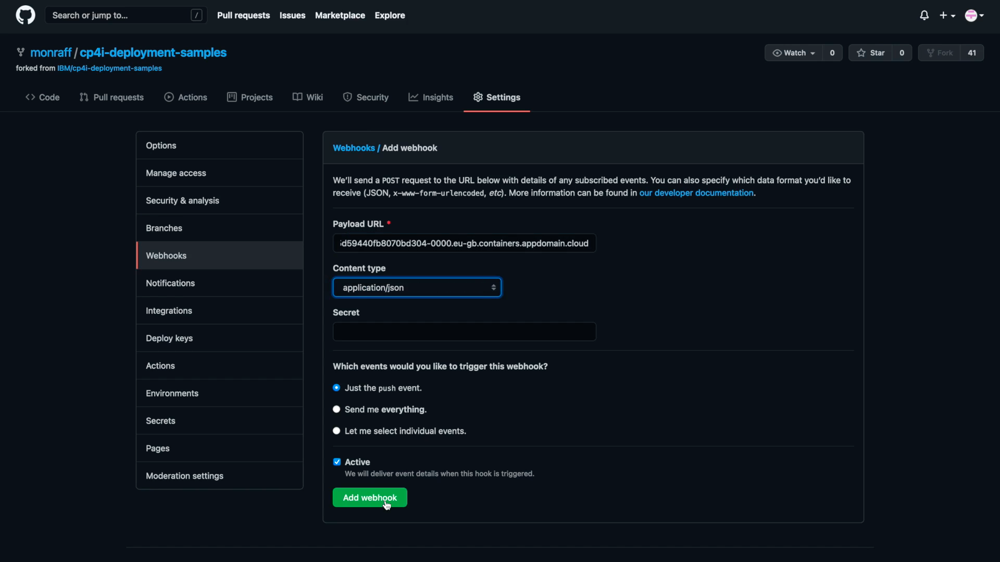 Search or jump to... /
Pull requests Issues Marketplace Explore
monraff / cp4i-deployment-samples
forked from IBM/cp4i-deployment-samples
Watch 0 Star 0 Fork 41
Code Pull requests Actions Projects Wiki Security Insights Settings
Options
Manage access
Security & analysis
Branches
Webhooks
Notifications
Integrations
Deploy keys
Actions
Environments
Secrets
Pages
Moderation settings
Webhooks / Add webhook
We'll send a POST request to the URL below with details of any subscribed events. You can also specify which data format you'd like to
receive (JSON, x-www-form-urlencoded, etc). More information can be found in our developer documentation.
Payload URL *
d59440fb8070bd304-0000.eu-gb.containers.appdomain.cloud
Content type
application/json
Secret
Which events would you like to trigger this webhook?
Just the push event.
Send me everything.
Let me select individual events.
Active
We will deliver event details when this hook is triggered.
Add webhook